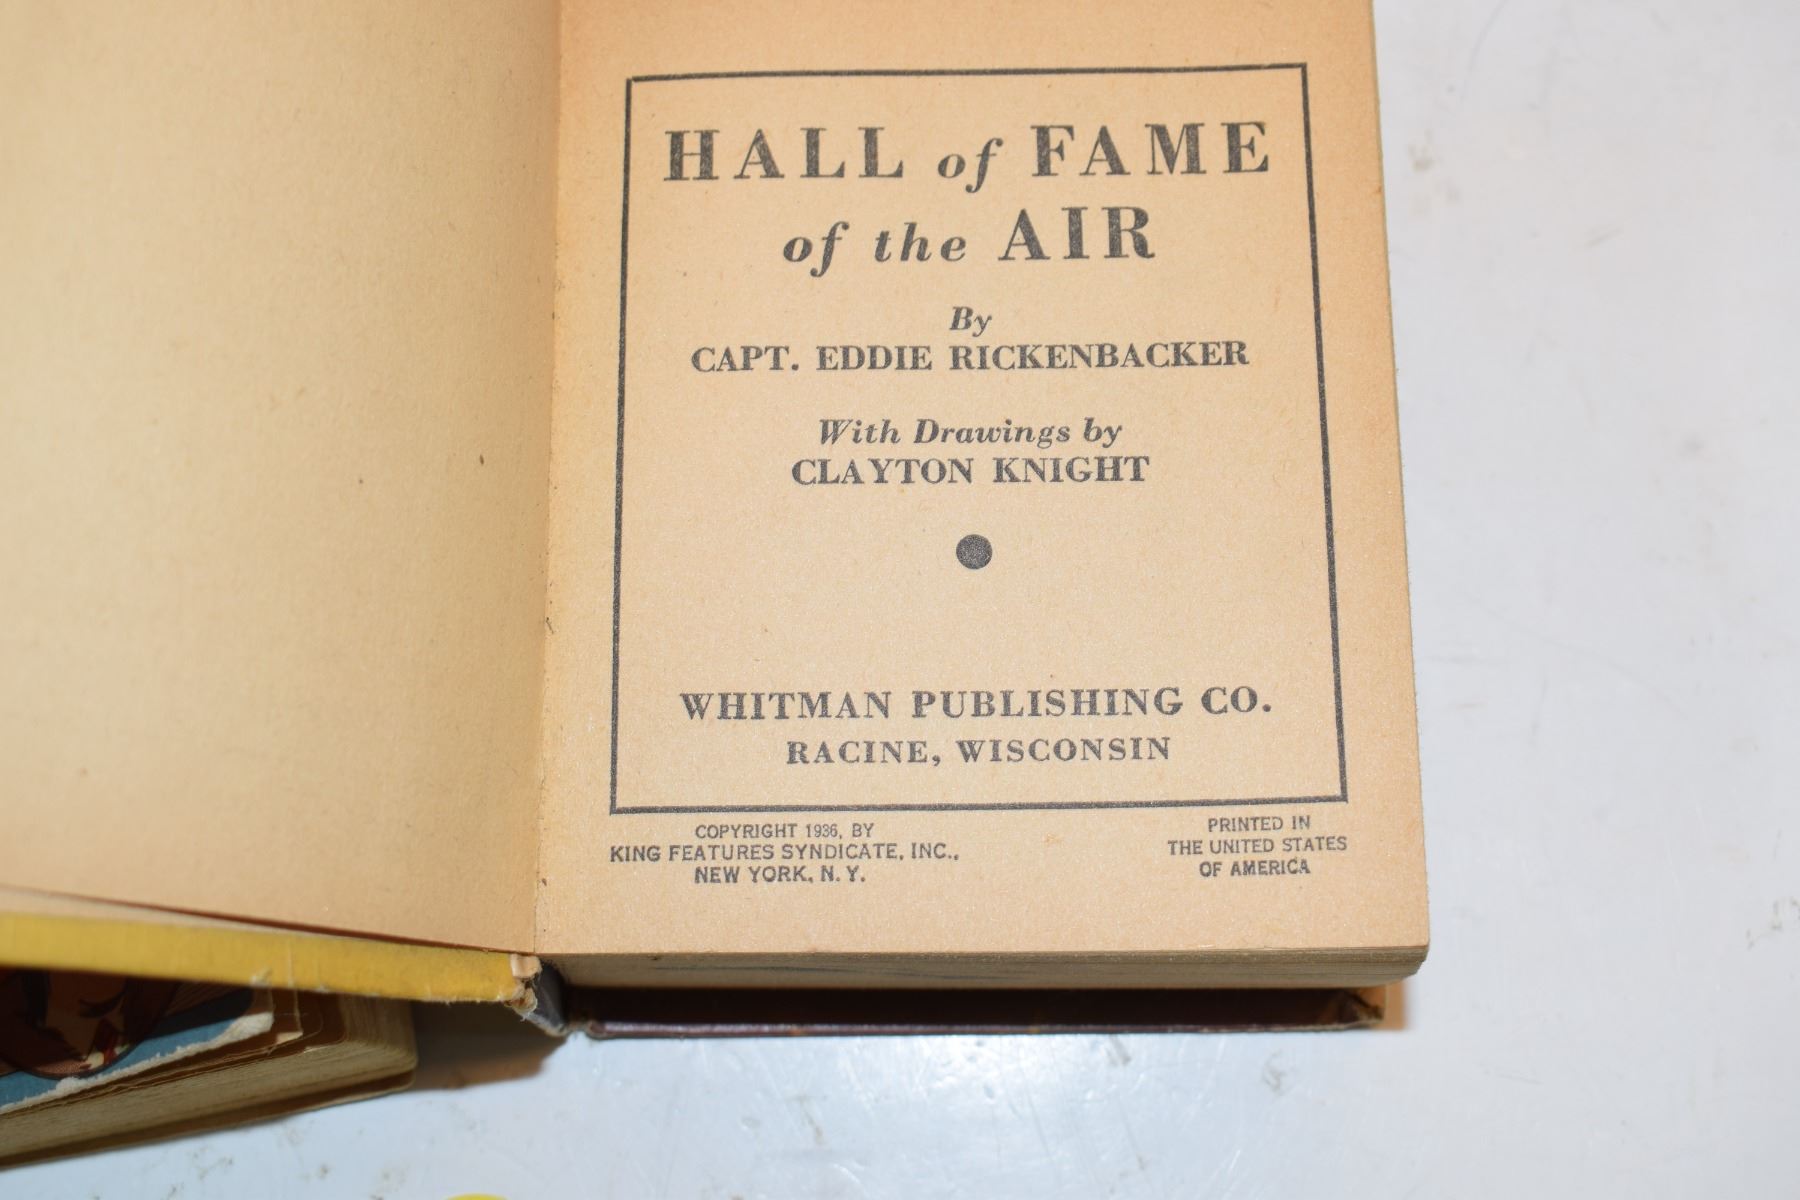 HALL of FAME
of the AIR
By
CAPT. EDDIE RICKENBACKER
With Drawings by
CLAYTON KNIGHT
WHITMAN PUBLISHING CO.
RACINE, WISCONSIN
COPYRIGHT 1936, BY
KING FEATURES SYNDICATE, INC.,
NEW YORK, N. Y.
PRINTED IN
THE UNITED STATES
OF AMERICA